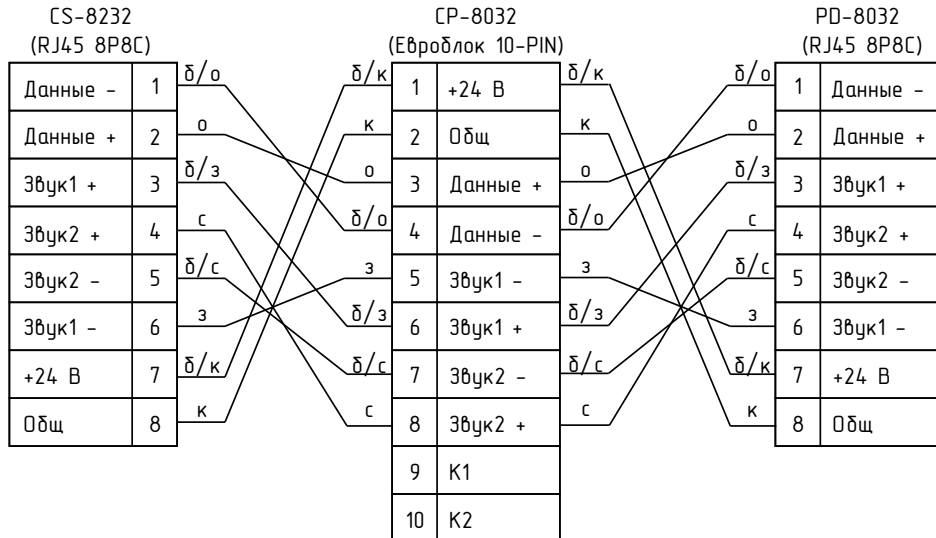 CS-8232 CP-8032 PD-8032
(RJ45 8P8C) (Евроблок 10-PIN) (RJ45 8P8C)
Данные - 1 б/о б/к 1 +24 В б/к б/о 1 Данные -
Данные + 2 о к 2 Общ к о 2 Данные +
Звук1 + 3 б/з о 3 Данные + о б/з 3 Звук1 +
Звук2 + 4 с б/о 4 Данные - б/о с 4 Звук2 +
Звук2 - 5 б/с з 5 Звук1 - з б/с 5 Звук2 -
Звук1 - 6 з б/з 6 Звук1 + б/з з 6 Звук1 -
+24 В 7 б/к б/с 7 Звук2 - б/с б/к 7 +24 В
Общ 8 к с 8 Звук2 + с к 8 Общ
9 К1
10 К2